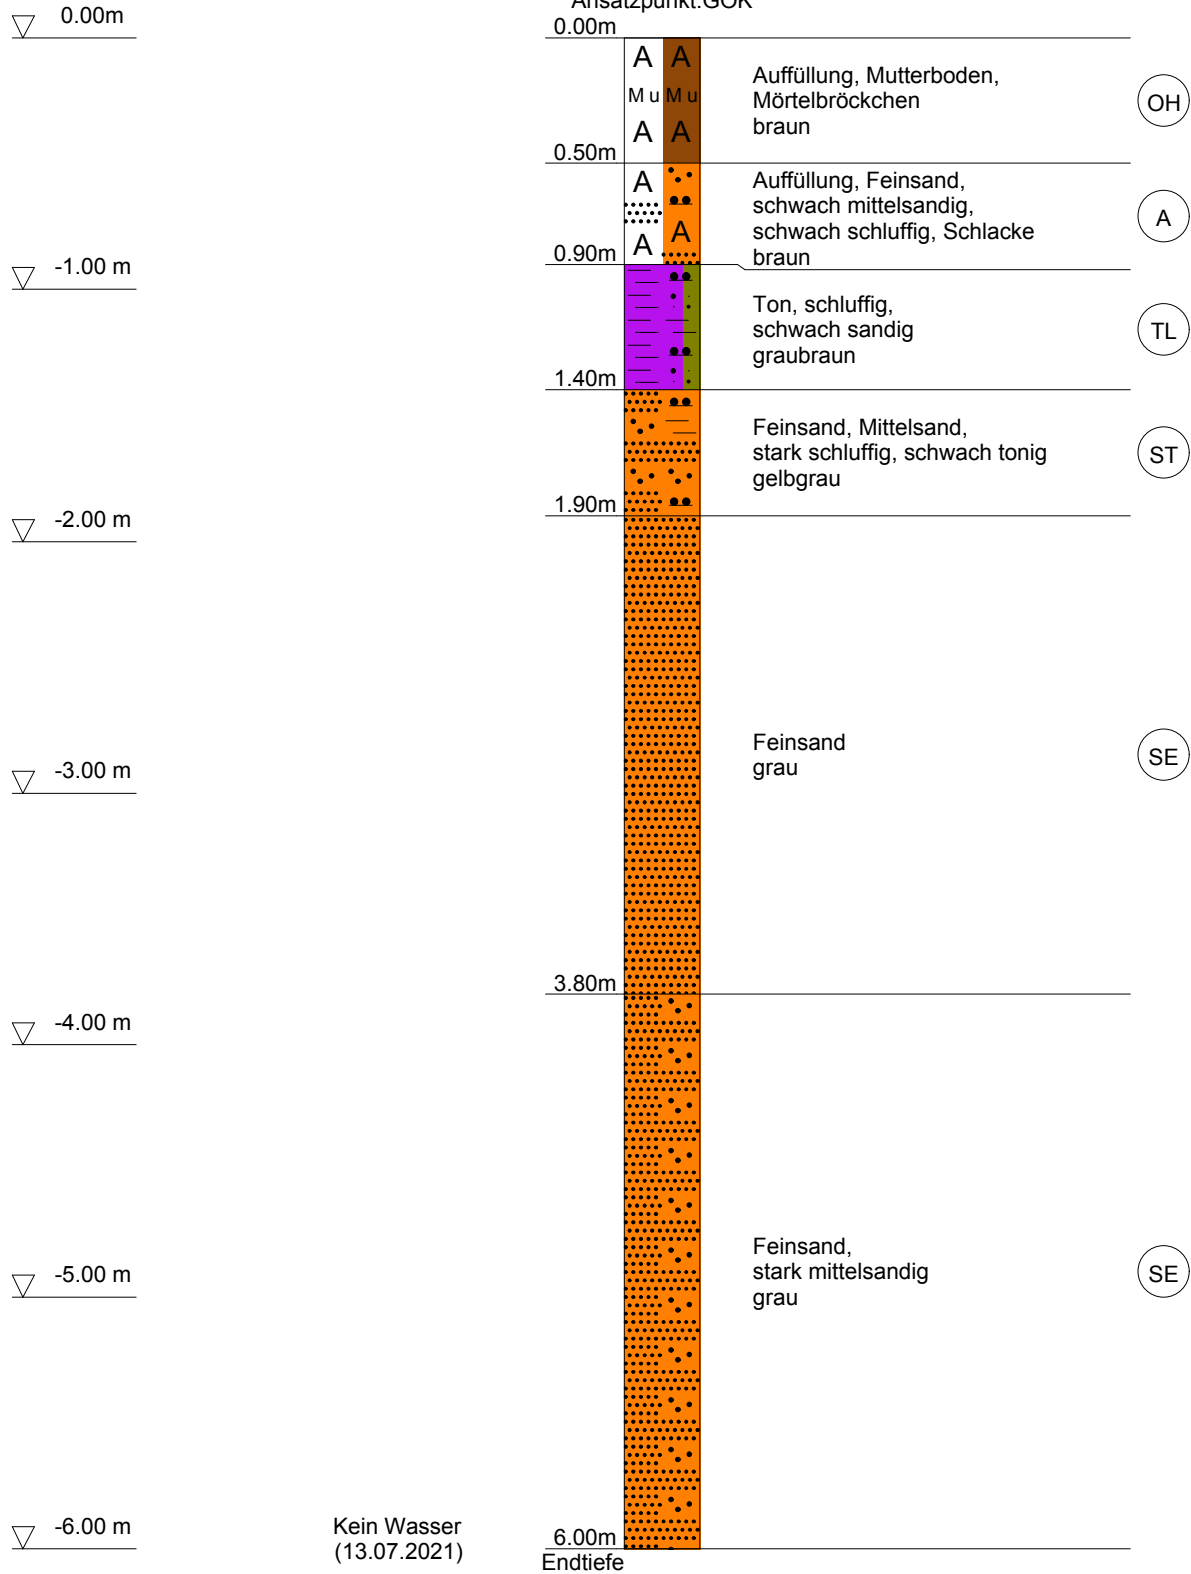 Ansatzpunkt:GOK
0.00m
0.00m
A A
Mu Mu
A A
Auffüllung, Mutterboden,
Mörtelbröckchen
braun
OH
0.50m
A
A
A
Auffüllung, Feinsand,
schwach mittelsandig,
schwach schluffig, Schlacke
braun
A
0.90m
-1.00 m
Ton, schluffig,
schwach sandig
graubraun
TL
1.40m
Feinsand, Mittelsand,
stark schluffig, schwach tonig
gelbgrau
ST
1.90m
-2.00 m
Feinsand
grau
SE
-3.00 m
3.80m
-4.00 m
Feinsand,
stark mittelsandig
grau
SE
-5.00 m
-6.00 m
Kein Wasser
(13.07.2021)
6.00m
Endtiefe